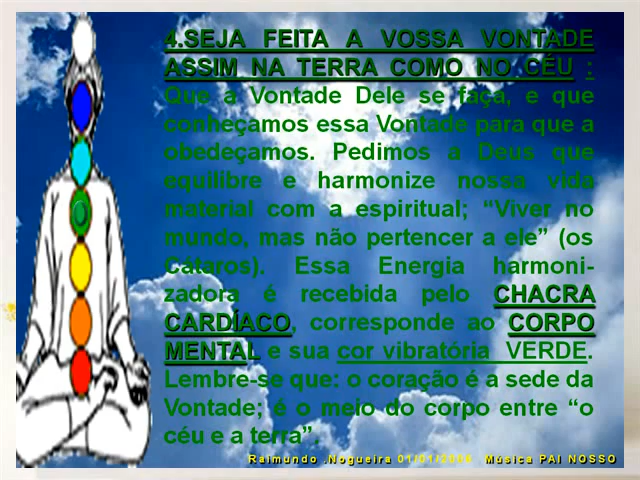 4.SEJA FEITA A VOSSA VONTADE
ASSIM NA TERRA COMO NO CÉU :
Que a Vontade Dele se faça, e que
conheçamos essa Vontade para que a
obedeçamos. Pedimos a Deus que
equilibre e harmonize nossa vida
material com a espiritual; “Viver no
mundo, mas não pertencer a ele” (os
Cátaros). Essa Energia harmoni-
zadora é recebida pelo CHACRA
CARDÍACO, corresponde ao CORPO
MENTAL e sua cor vibratória VERDE.
Lembre-se que: o coração é a sede da
Vontade; é o meio do corpo entre “o
céu e a terra”.
Raimundo .Nogueira 01/01/2008 Música PAI NOSSO